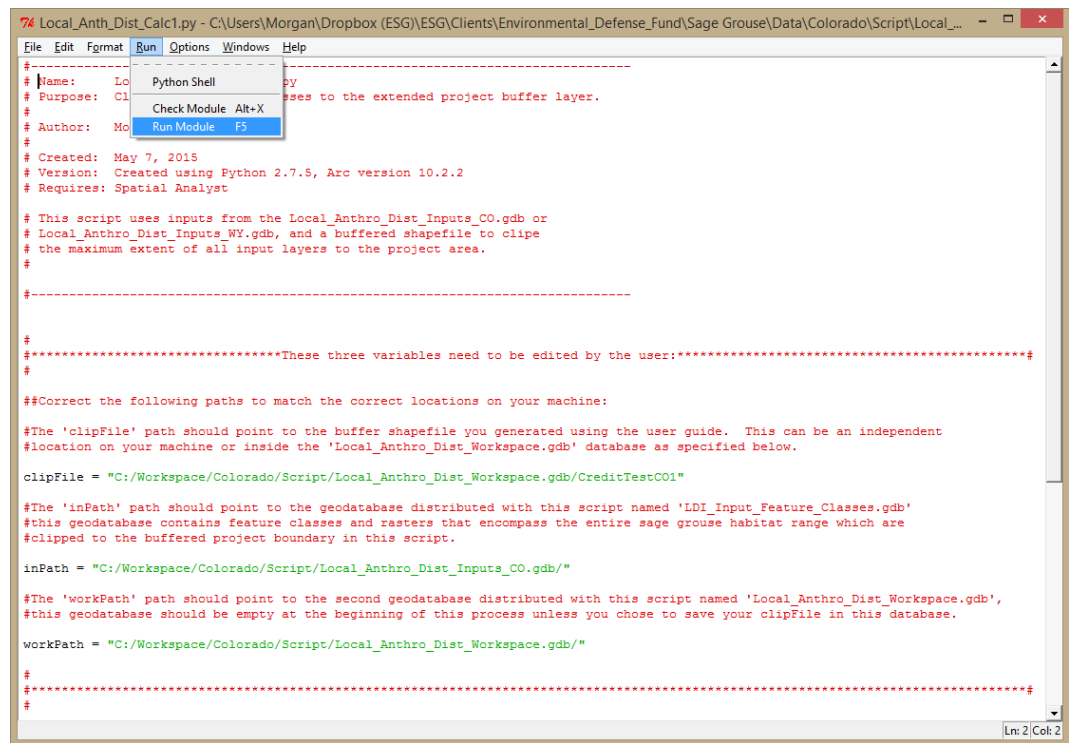 Local_Anth_Dist_Calc1.py - C:\Users\Morgan\Dropbox (ESG)\ESG\Clients\Environmental_Defense_Fund\Sage Grouse\Data\Colorado\Script\Local_...
File Edit Format Run Options Windows Help
#------------------------------------------------------------------------------
# Name: Lo py
# Purpose: Cl sses to the extended project buffer layer.
#
# Author: Mo
#
# Created: May 7, 2015
# Version: Created using Python 2.7.5, Arc version 10.2.2
# Requires: Spatial Analyst
Python Shell
Check Module Alt+X
Run Module F5
# This script uses inputs from the Local_Anthro_Dist_Inputs_CO.gdb or
# Local_Anthro_Dist_Inputs_WY.gdb, and a buffered shapefile to clipe
# the maximum extent of all input layers to the project area.
#
#------------------------------------------------------------------------------
#
#*********************************These three variables need to be edited by the user:**********************************************#
#
##Correct the following paths to match the correct locations on your machine:
#The 'clipFile' path should point to the buffer shapefile you generated using the user guide.  This can be an independent
#location on your machine or inside the 'Local_Anthro_Dist_Workspace.gdb' database as specified below.
clipFile = "C:/Workspace/Colorado/Script/Local_Anthro_Dist_Workspace.gdb/CreditTestCO1"
#The 'inPath' path should point to the geodatabase distributed with this script named 'LDI_Input_Feature_Classes.gdb'
#this geodatabase contains feature classes and rasters that encompass the entire sage grouse habitat range which are
#clipped to the buffered project boundary in this script.
inPath = "C:/Workspace/Colorado/Script/Local_Anthro_Dist_Inputs_CO.gdb/"
#The 'workPath' path should point to the second geodatabase distributed with this script named 'Local_Anthro_Dist_Workspace.gdb',
#this geodatabase should be empty at the beginning of this process unless you chose to save your clipFile in this database.
workPath = "C:/Workspace/Colorado/Script/Local_Anthro_Dist_Workspace.gdb/"
#
#***********************************************************************************************************************************#
#
Ln: 2 Col: 2